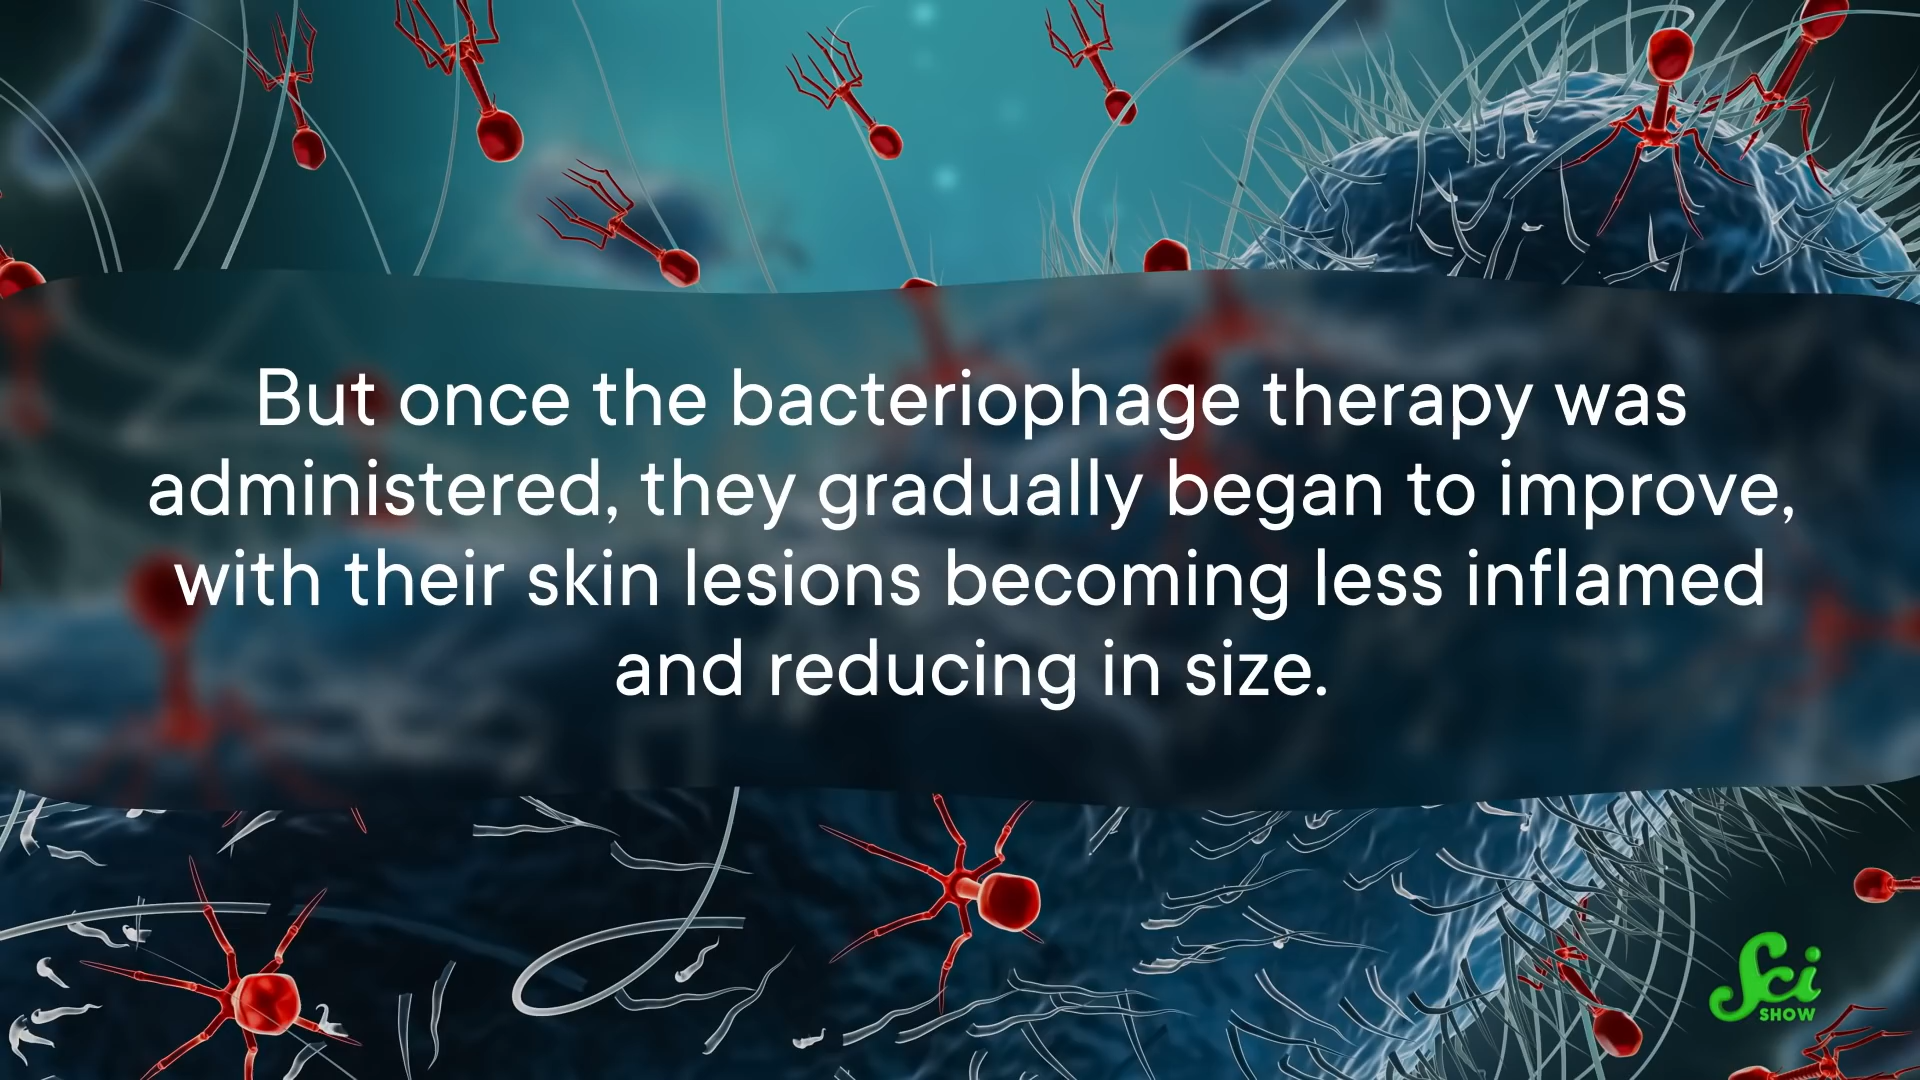 But once the bacteriophage therapy was
administered, they gradually began to improve,
with their skin lesions becoming less inflamed
and reducing in size.
Sci
SHOW